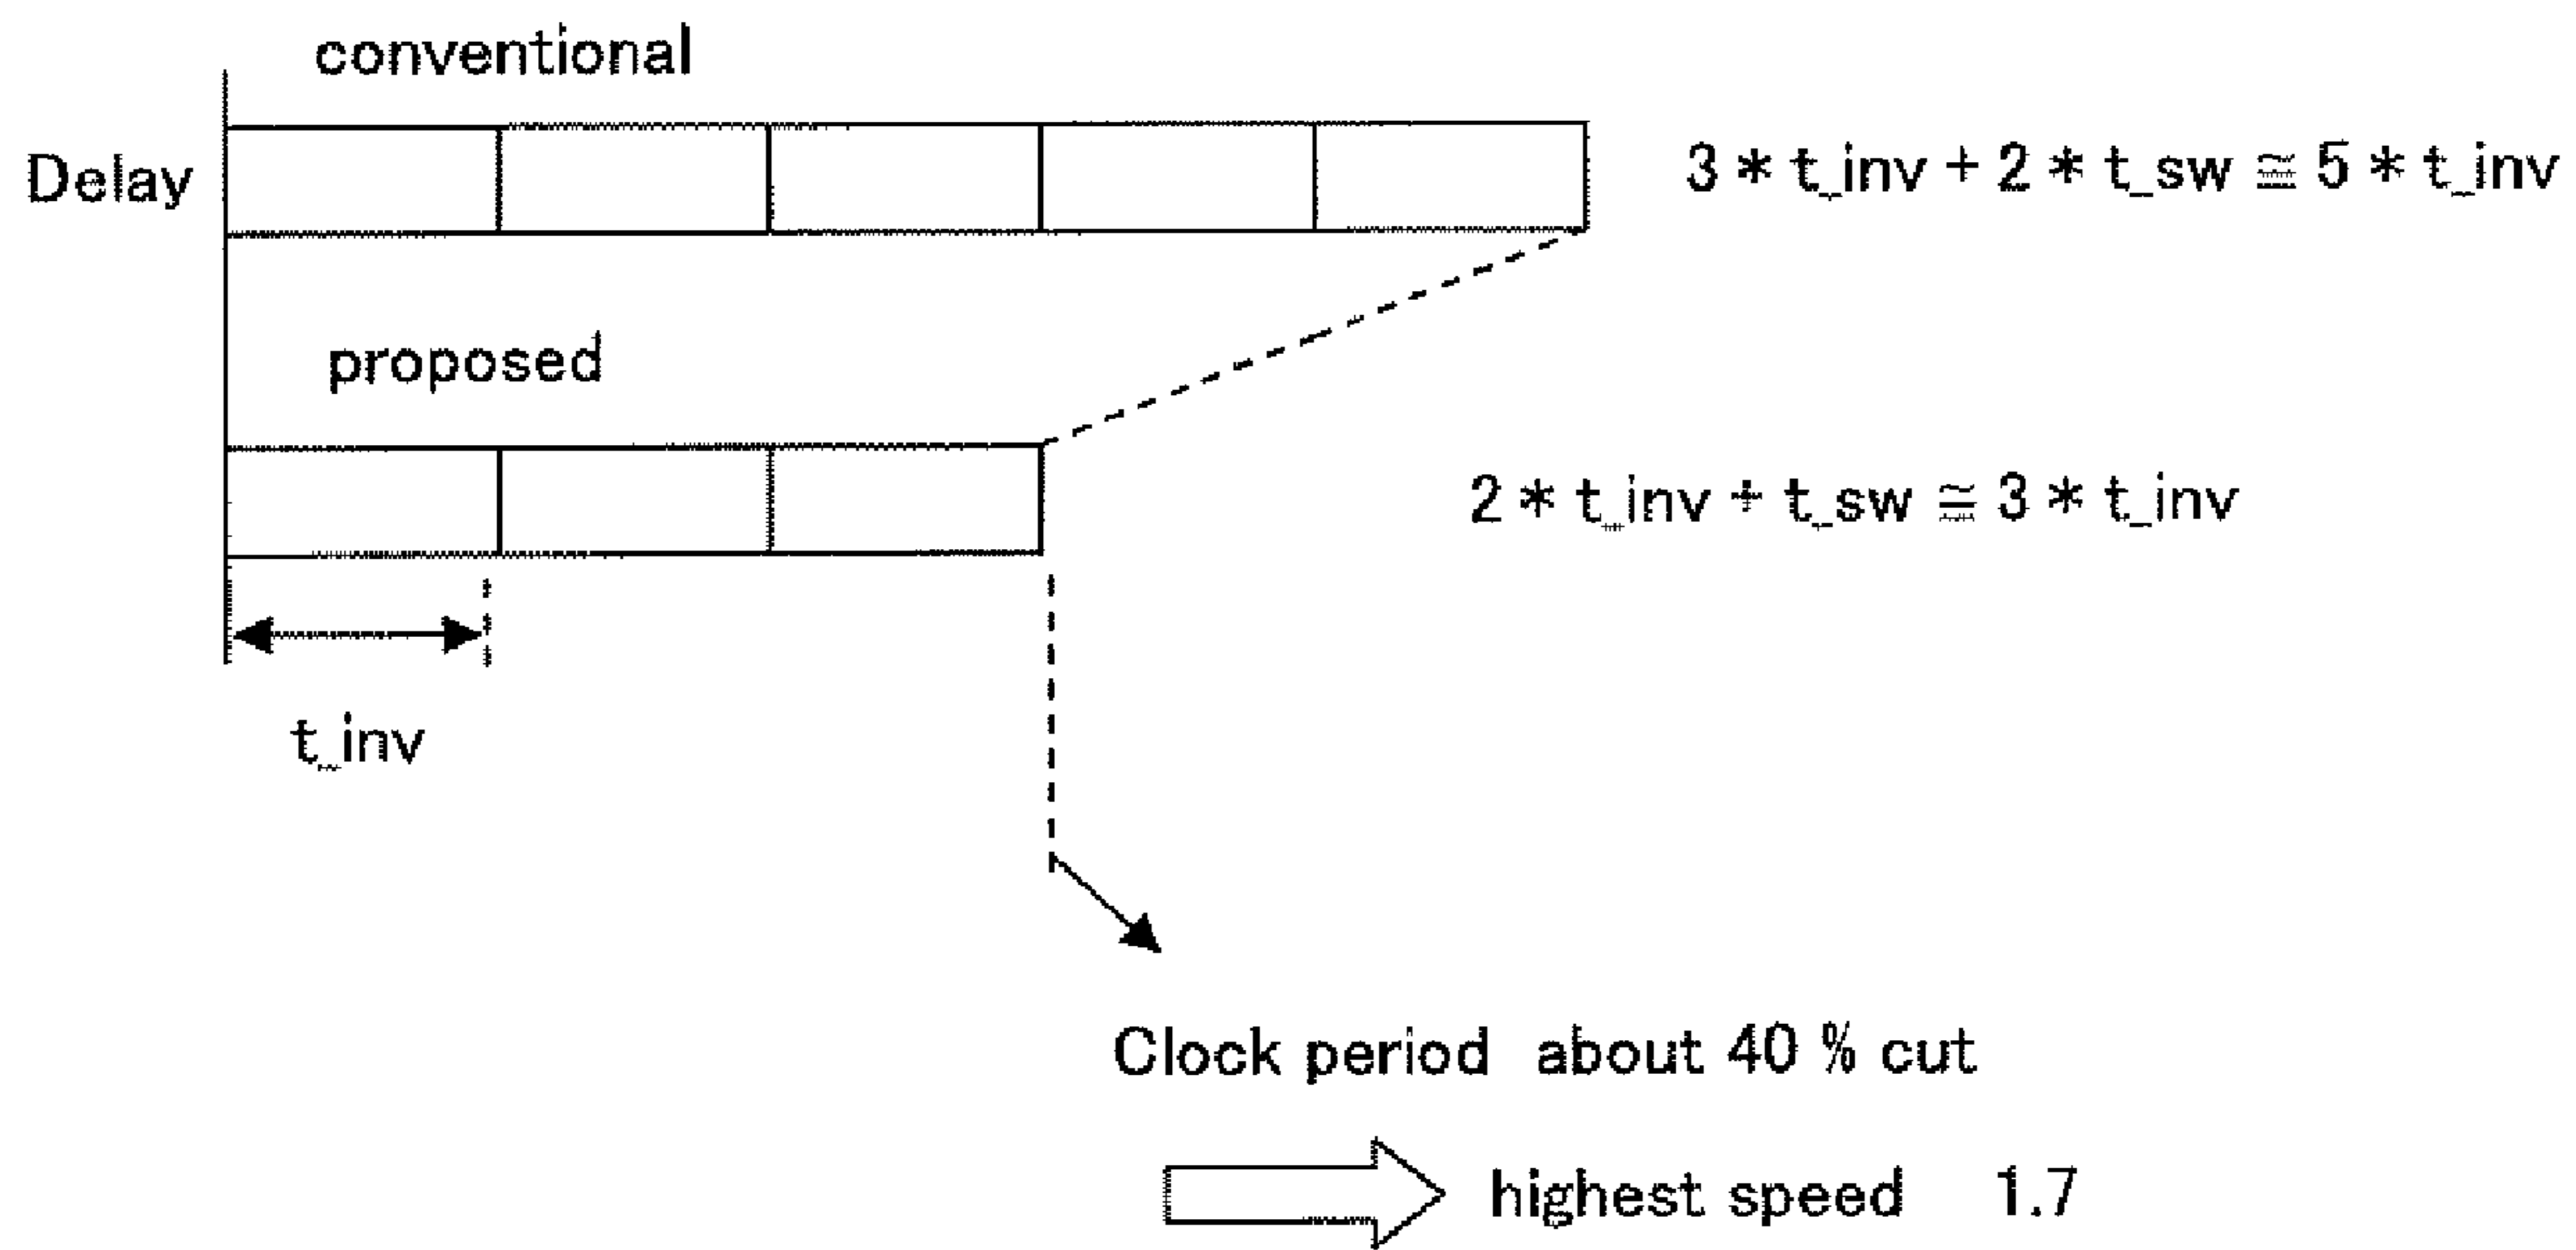 conventional
Delay
3 * t_inv + 2 * t_sw ≅ 5 * t_inv
proposed
2 * t_inv + t_sw ≅ 3 * t_inv
t_inv
Clock period about 40 % cut
highest speed 1.7